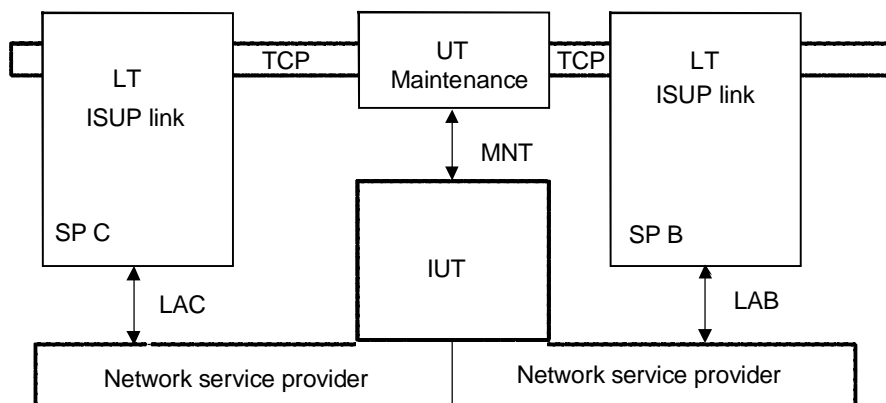 LT
ISUP link
SP C
TCP
UT
Maintenance
TCP
LT
ISUP link
SP B
MNT
IUT
LAC
LAB
Network service provider
Network service provider